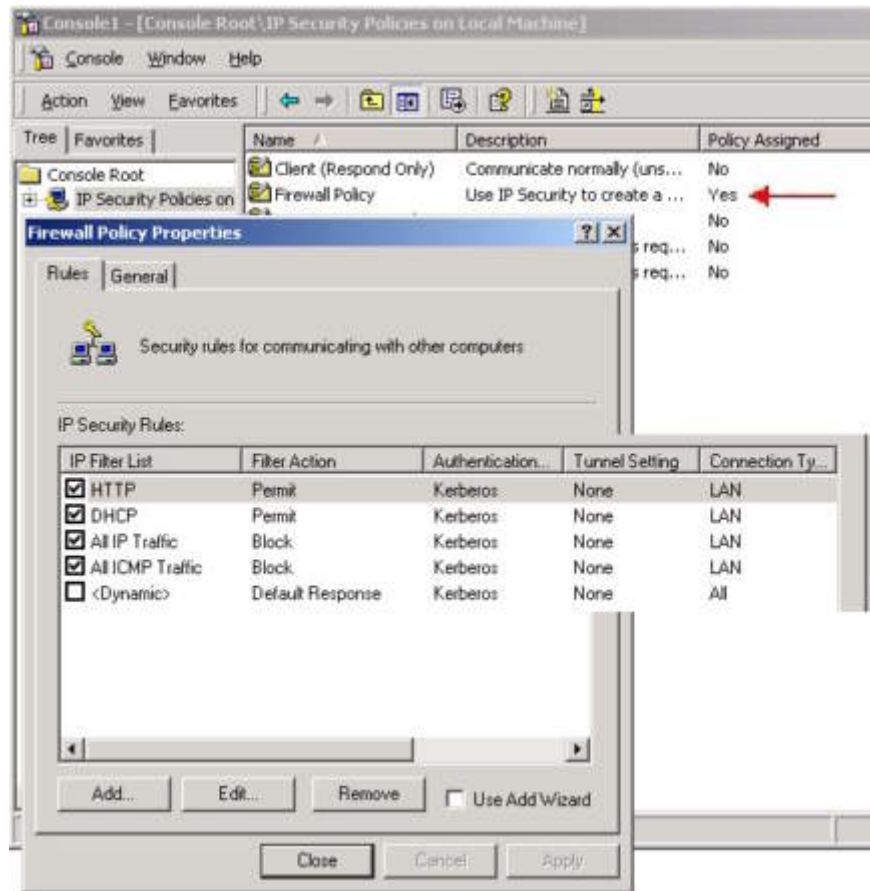 Console1 - [Console Root\IP Security Policies on Local Machine]
Console Window Help
Action View Favorites
Tree Favorites
Name Description Policy Assigned
Console Root
Client (Respond Only) Communicate normally (uns... No
IP Security Policies on
Firewall Policy Use IP Security to create a ... Yes
No
s req... No
s req... No
Firewall Policy Properties
Rules General
Security rules for communicating with other computers
IP Security Rules:
IP Filter List Filter Action Authentication... Tunnel Setting Connection Ty...
HTTP Permit Kerberos None LAN
DHCP Permit Kerberos None LAN
All IP Traffic Block Kerberos None LAN
All ICMP Traffic Block Kerberos None LAN
<Dynamic> Default Response Kerberos None All
Add... Edit... Remove Use Add Wizard
Close Cancel Apply